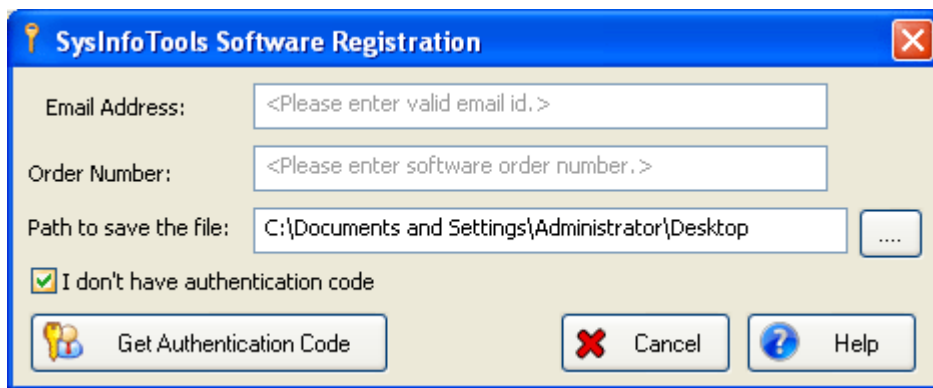 SysInfoTools Software Registration
Email Address: <Please enter valid email id.>
Order Number: <Please enter software order number.>
Path to save the file: C:\Documents and Settings\Administrator\Desktop ....
I don't have authentication code
Get Authentication Code Cancel Help